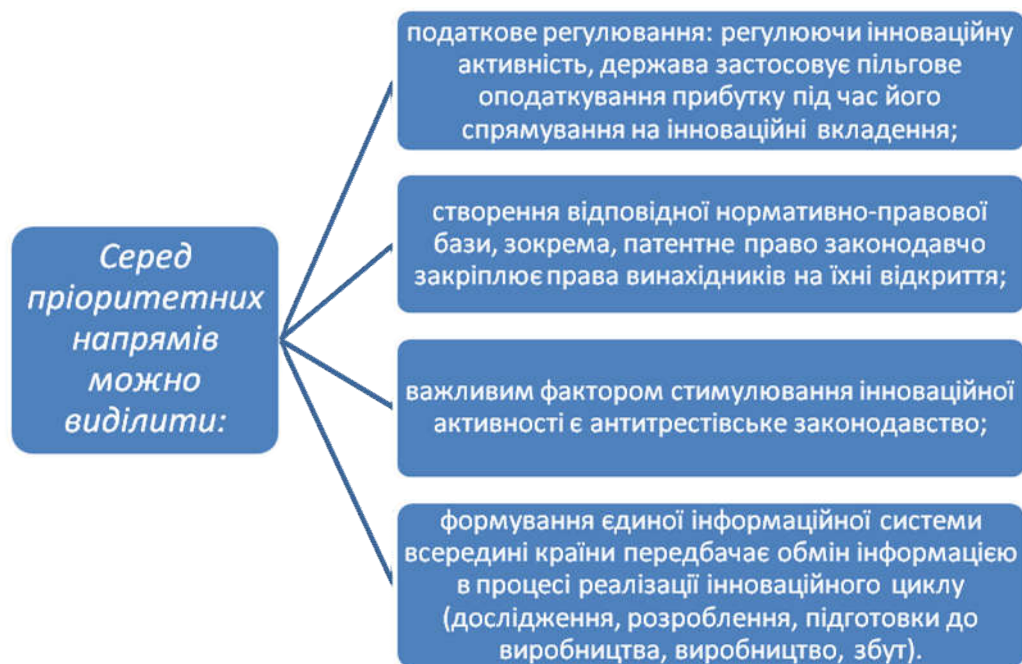 Серед
пріоритетних
напрямів
можно
виділити:
податкове регулювання: регулюючи інноваційну
активність, держава застосовує пільгове
оподаткування прибутку під час його
спрямування на інноваційні вкладення;
створення відповідної нормативно-правової
бази, зокрема, патентне право законодавчо
закріплює права винахідників на їхні відкриття;
важливим фактором стимулювання інноваційної
активності є антитрестівське законодавство;
формування єдиної інформаційної системи
всередині країни передбачає обмін інформацією
в процесі реалізації інноваційного циклу
(дослідження, розроблення, підготовки до
виробництва, виробництво, збут).